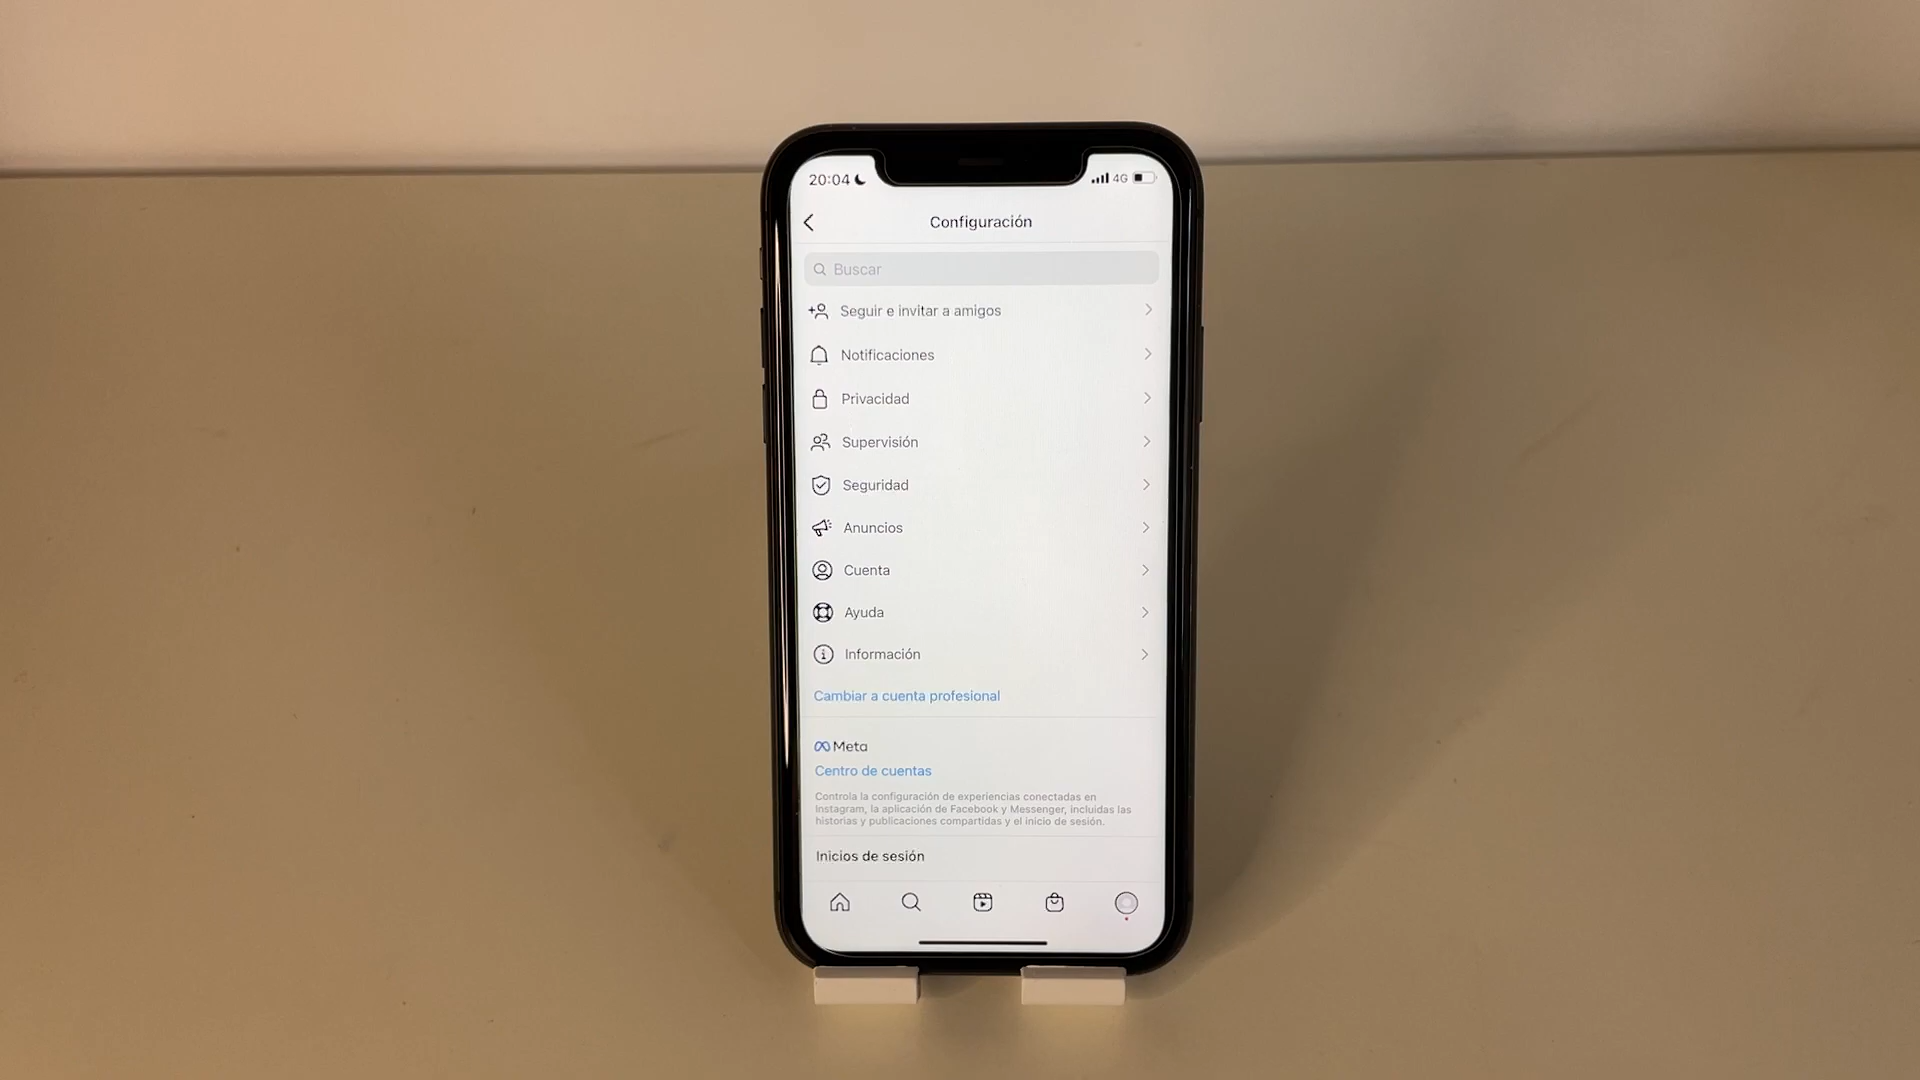 20:04
4G
Configuración
Buscar
Seguir e invitar a amigos
Notificaciones
Privacidad
Supervisión
Seguridad
Anuncios
Cuenta
Ayuda
Información
Cambiar a cuenta profesional
Meta
Centro de cuentas
Controla la configuración de experiencias conectadas en
Instagram, la aplicación de Facebook y Messenger, incluidas las
historias y publicaciones compartidas y el inicio de sesión.
Inicios de sesión